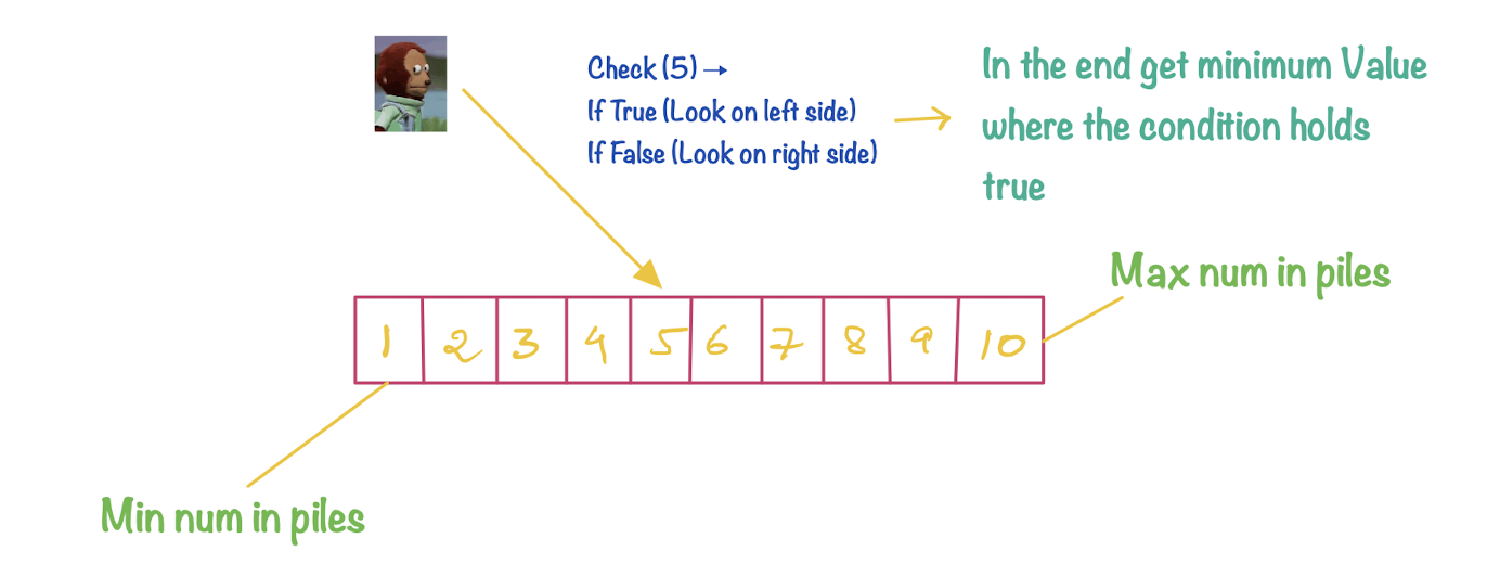 Check (5) →
If True (Look on left side)
If False (Look on right side)
In the end get minimum Value
where the condition holds
true
Max num in piles
1 2 3 4 5 6 7 8 9 10
Min num in piles